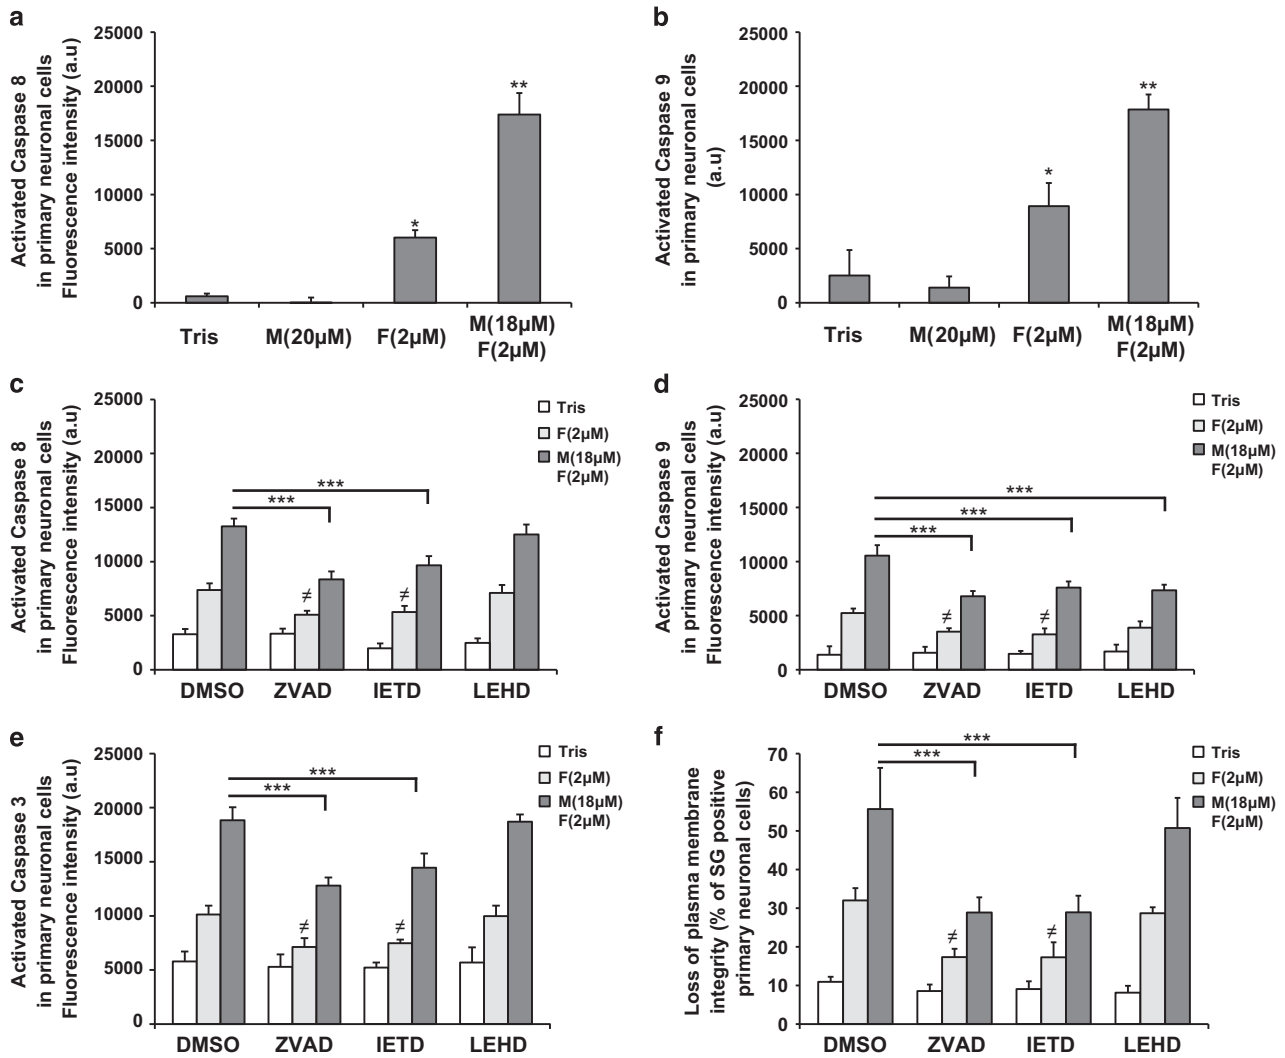 a
Activated Caspase 8
in primary neuronal cells
Fluorescence intensity (a.u)
25000
20000
15000
10000
5000
0
*
**
Tris
M(20µM)
F(2µM)
M(18µM)
F(2µM)
b
Activated Caspase 9
in primary neuronal cells
(a.u)
25000
20000
15000
10000
5000
0
*
**
Tris
M(20µM)
F(2µM)
M(18µM)
F(2µM)
c
Activated Caspase 8
in primary neuronal cells
Fluorescence intensity (a.u)
25000
20000
15000
10000
5000
0
***
***
≠
≠
Tris
F(2µM)
M(18µM)
F(2µM)
DMSO
ZVAD
IETD
LEHD
d
Activated Caspase 9
in primary neuronal cells
Fluorescence intensity (a.u)
25000
20000
15000
10000
5000
0
***
***
***
≠
≠
Tris
F(2µM)
M(18µM)
F(2µM)
DMSO
ZVAD
IETD
LEHD
e
Activated Caspase 3
in primary neuronal cells
Fluorescence intensity (a.u)
25000
20000
15000
10000
5000
0
***
***
≠
≠
Tris
F(2µM)
M(18µM)
F(2µM)
DMSO
ZVAD
IETD
LEHD
f
Loss of plasma membrane
integrity (% of SG positive
primary neuronal cells)
70
60
50
40
30
20
10
0
***
***
≠
≠
Tris
F(2µM)
M(18µM)
F(2µM)
DMSO
ZVAD
IETD
LEHD